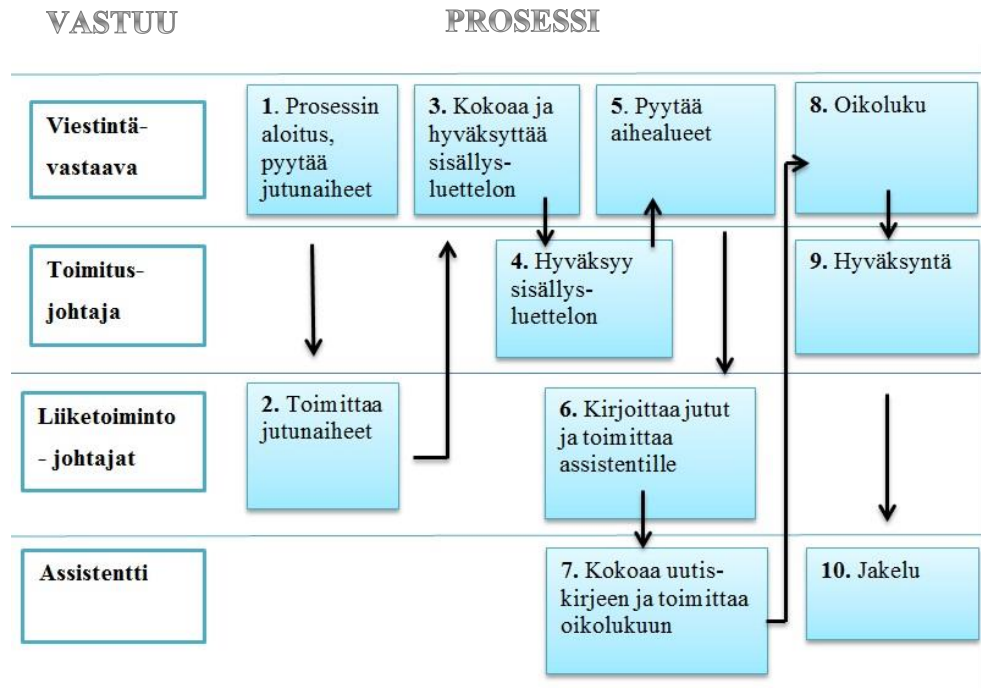 VASTUU
PROSESSI
Viestintä-
vastaava
1. Prosessin
aloitus,
pyytää
jutunaiheet
3. Kokoaa ja
hyväksyttää
sisällys-
luettelon
5. Pyytää
aihealueet
8. Oikoluku
Toimitus-
johtaja
4. Hyväksyy
sisällys-
luettelon
9. Hyväksyntä
Liiketoiminto
- johtajat
2. Toimittaa
jutunaiheet
6. Kirjoittaa jutut
ja toimittaa
assistentille
Assistentti
7. Kokoaa uutis-
kirjeen ja toimittaa
oikolukuun
10. Jakelu